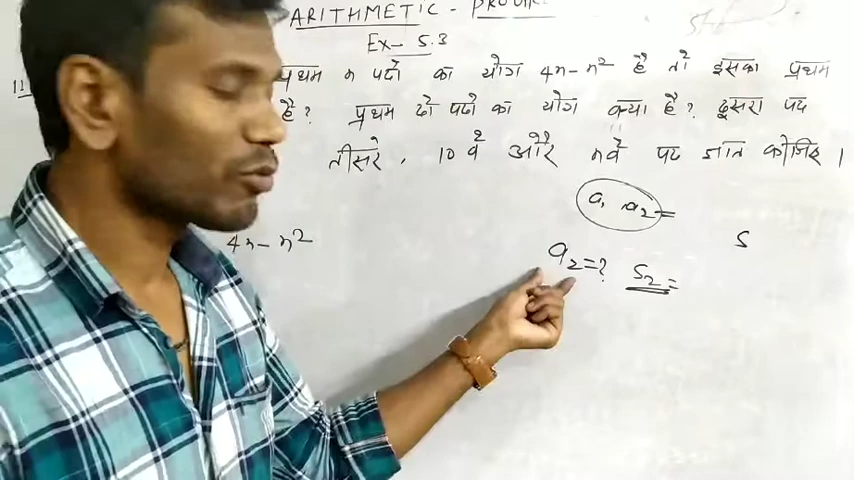 ARITHMETIC - PROGRE
Ex- 5.3
11 प्रथम n पदों का योग 4n-n² है तो इसका प्रथम
है? प्रथम दो पदों का योग क्या है? दूसरा पद
तीसरे, 10 वें और nवें पद ज्ञात कीजिए।
a, a₂=
4n-n²
S
a₂=? S₂=